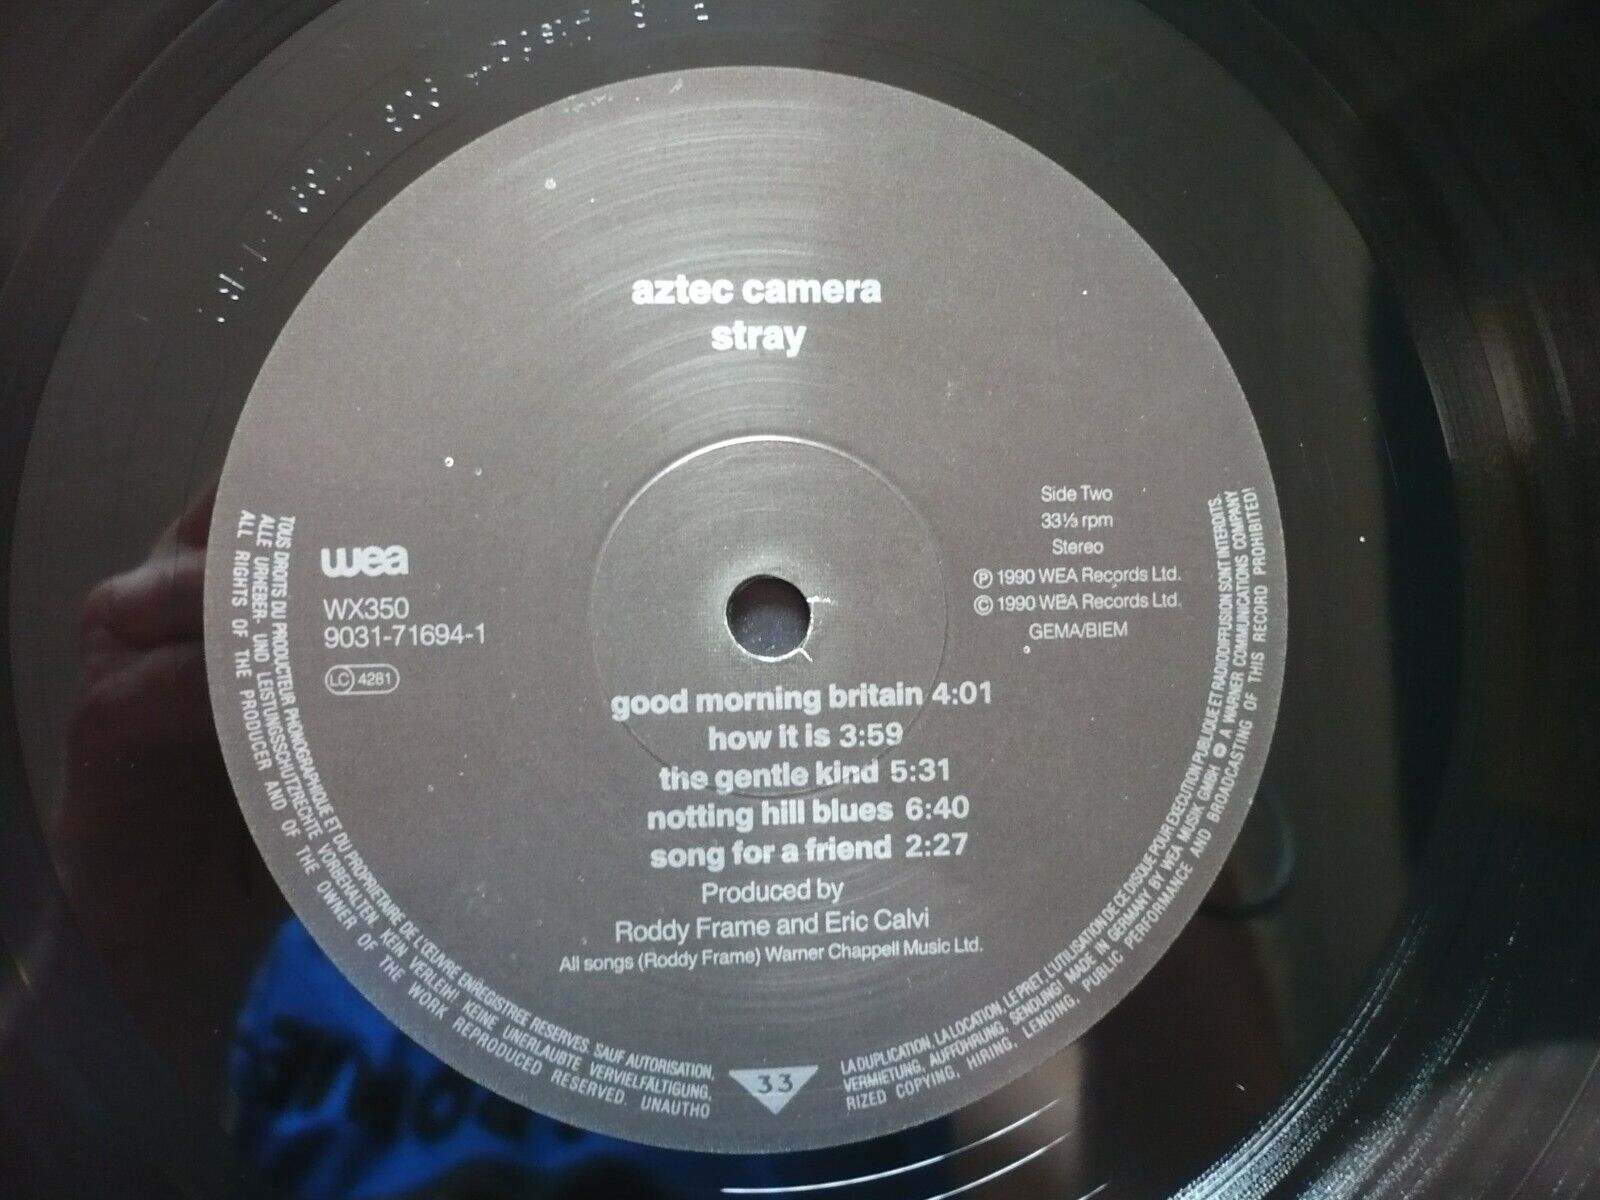 aztec camera
stray
Side Two
33⅓ rpm
Stereo
Ⓟ 1990 WEA Records Ltd.
© 1990 WEA Records Ltd.
GEMA/BIEM
wea
WX350
9031-71694-1
LC 4281
good morning britain 4:01
how it is 3:59
the gentle kind 5:31
notting hill blues 6:40
song for a friend 2:27
Produced by
Roddy Frame and Eric Calvi
All songs (Roddy Frame) Warner Chappell Music Ltd.
TOUS DROITS DU PRODUCTEUR PHONOGRAPHIQUE ET DU PROPRIETAIRE DE L'ŒUVRE ENREGISTREE RESERVES. SAUF AUTORISATION,
ALLE URHEBER- UND LEISTUNGSSCHUTZRECHTE VORBEHALTEN. KEIN VERLEIH! KEINE UNERLAUBTE VERVIELFÄLTIGUNG,
ALL RIGHTS OF THE PRODUCER AND OF THE OWNER OF THE WORK REPRODUCED RESERVED. UNAUTHO
33
LA DUPLICATION, LA LOCATION, LE PRET, L'UTILISATION DE CE DISQUE POUR EXECUTION PUBLIQUE ET RADIODIFFUSION SONT INTERDITS.
VERMIETUNG, AUFFÜHRUNG, SENDUNG! MADE IN GERMANY BY WEA MUSIK GMBH A WARNER COMMUNICATIONS COMPANY
RIZED COPYING, HIRING, LENDING, PUBLIC PERFORMANCE AND BROADCASTING OF THIS RECORD PROHIBITED!